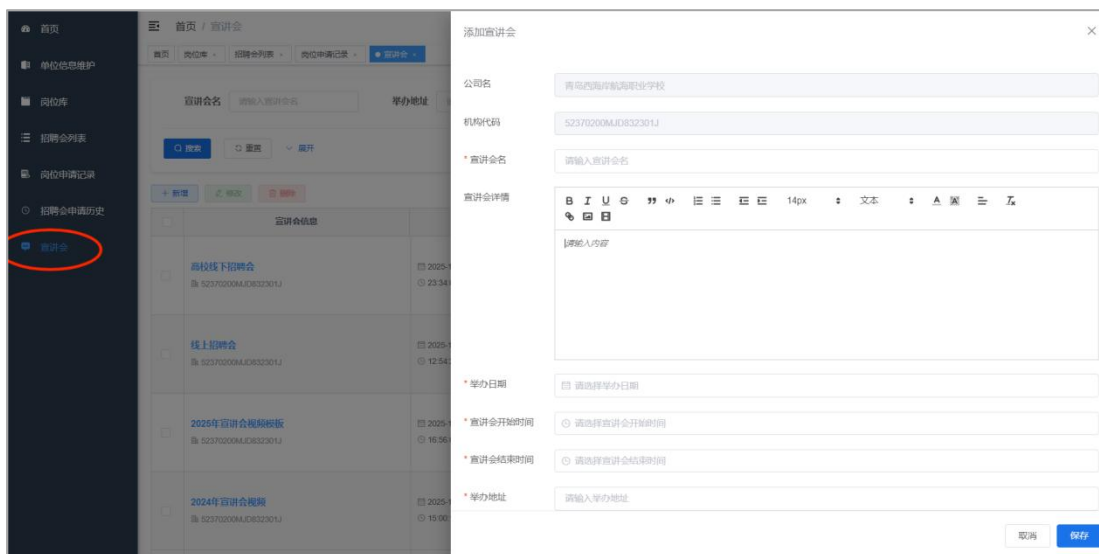 首页
单位信息维护
岗位库
招聘会列表
岗位申请记录
招聘会申请历史
宣讲会
首页 / 宣讲会
首页 岗位库 招聘会列表 岗位申请记录 宣讲会
宣讲会名 请输入宣讲会名 举办地址
搜索 重置 展开
新增 修改 删除
宣讲会信息
高校线下招聘会
52370200MJD832301J
2025-1
23:34:
线上招聘会
52370200MJD832301J
2025-1
12:54:
2025年宣讲会视频模板
52370200MJD832301J
2025-1
16:56:
2024年宣讲会视频
52370200MJD832301J
2025-1
15:00:
添加宣讲会
公司名 青岛西海岸航海职业学校
机构代码 52370200MJD832301J
* 宣讲会名 请输入宣讲会名
宣讲会详情
14px 文本
请输入内容
* 举办日期 请选择举办日期
* 宣讲会开始时间 请选择宣讲会开始时间
* 宣讲会结束时间 请选择宣讲会结束时间
* 举办地址 请输入举办地址
取消 保存